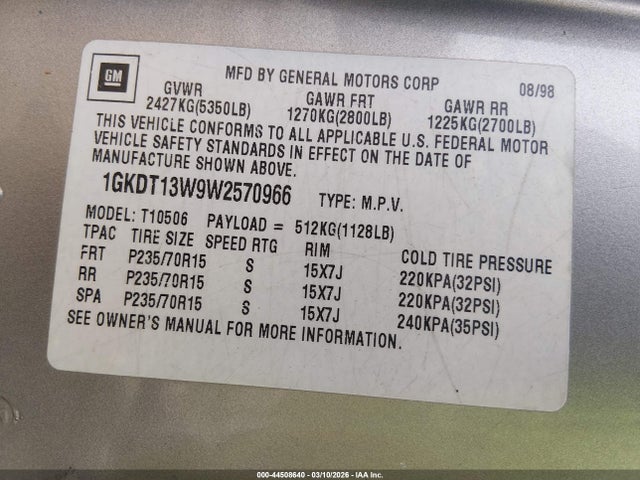 GM
MFD BY GENERAL MOTORS CORP 08/98
GVWR GAWR FRT GAWR RR
2427KG(5350LB) 1270KG(2800LB) 1225KG(2700LB)
THIS VEHICLE CONFORMS TO ALL APPLICABLE U.S. FEDERAL MOTOR
VEHICLE SAFETY STANDARDS IN EFFECT ON THE DATE OF
MANUFACTURE SHOWN ABOVE.
1GKDT13W9W2570966 TYPE: M.P.V.
MODEL: T10506 PAYLOAD = 512KG(1128LB)
TPAC TIRE SIZE SPEED RTG RIM COLD TIRE PRESSURE
FRT P235/70R15 S 15X7J 220KPA(32PSI)
RR P235/70R15 S 15X7J 220KPA(32PSI)
SPA P235/70R15 S 15X7J 240KPA(35PSI)
SEE OWNER'S MANUAL FOR MORE INFORMATION.
000-44508640 - 03/10/2026 - IAA Inc.